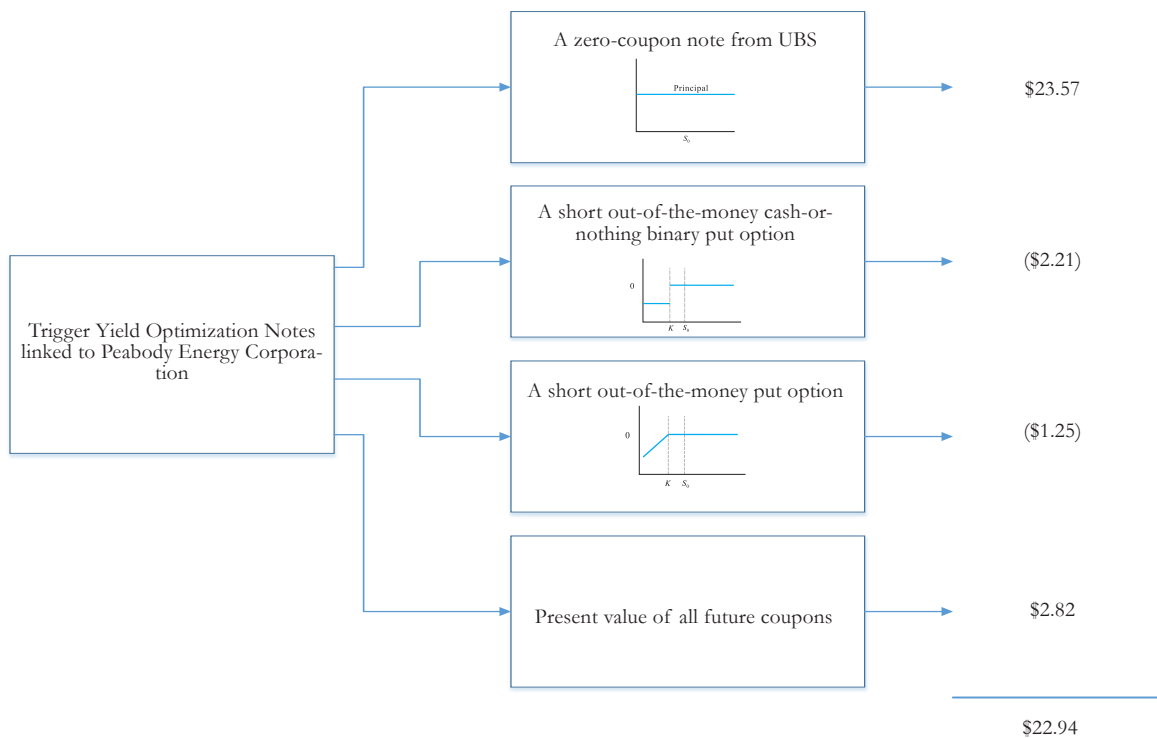 A zero-coupon note from UBS
Principal
S₀
$23.57
A short out-of-the-money cash-or-
nothing binary put option
0
K S₀
($2.21)
Trigger Yield Optimization Notes
linked to Peabody Energy Corpora-
tion
A short out-of-the-money put option
0
K S₀
($1.25)
Present value of all future coupons
$2.82
$22.94